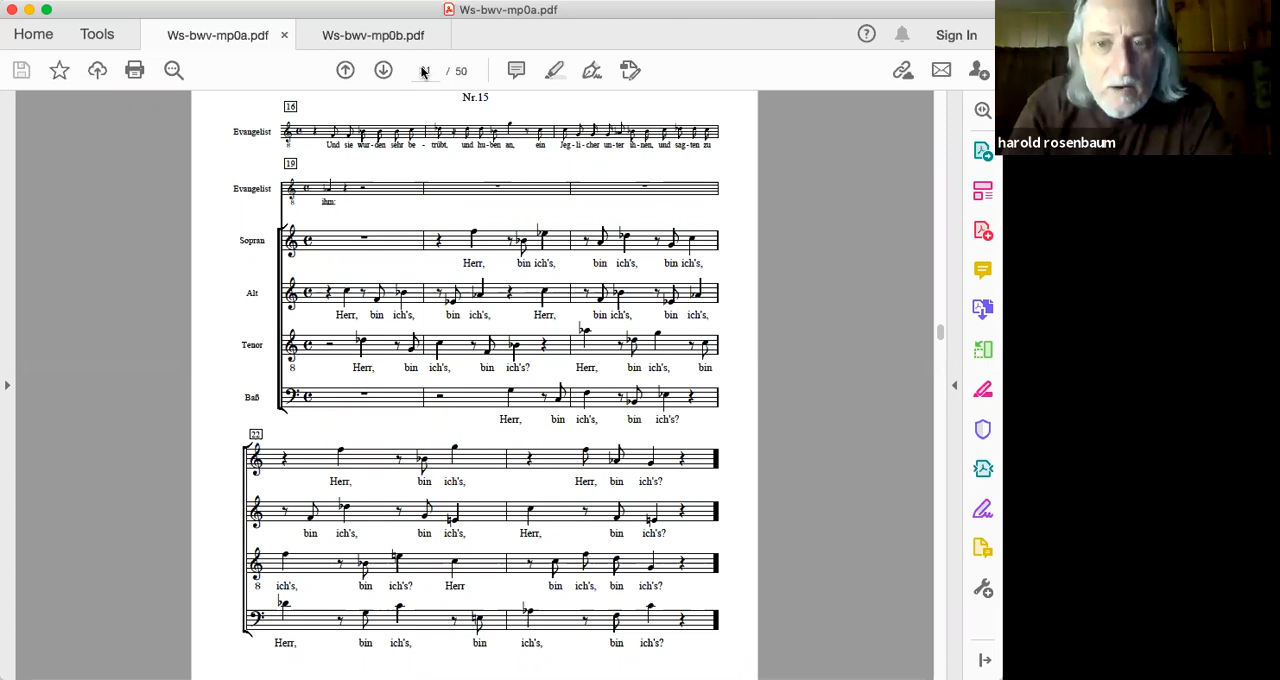 Ws-bwv-mp0a.pdf
Home Tools Ws-bwv-mp0a.pdf × Ws-bwv-mp0b.pdf Sign In
/ 50
harold rosenbaum
Nr.15
16
Evangelist
8
Und sie wur-den sehr be - trübt, und hu-ben an, ein Jeg-li-cher un-ter ih-nen, und sag-ten zu
19
Evangelist
8
ihm:
Sopran
Herr, bin ich's, bin ich's, bin ich's,
Alt
Herr, bin ich's, bin ich's, Herr, bin ich's, bin ich's,
Tenor
8
Herr, bin ich's, bin ich's? Herr, bin ich's, bin
Baß
Herr, bin ich's, bin ich's?
22
Herr, bin ich's, Herr, bin ich's?
bin ich's, bin ich's, Herr, bin ich's?
8 ich's, bin ich's? Herr bin ich's, bin ich's?
Herr, bin ich's, bin ich's, bin ich's?